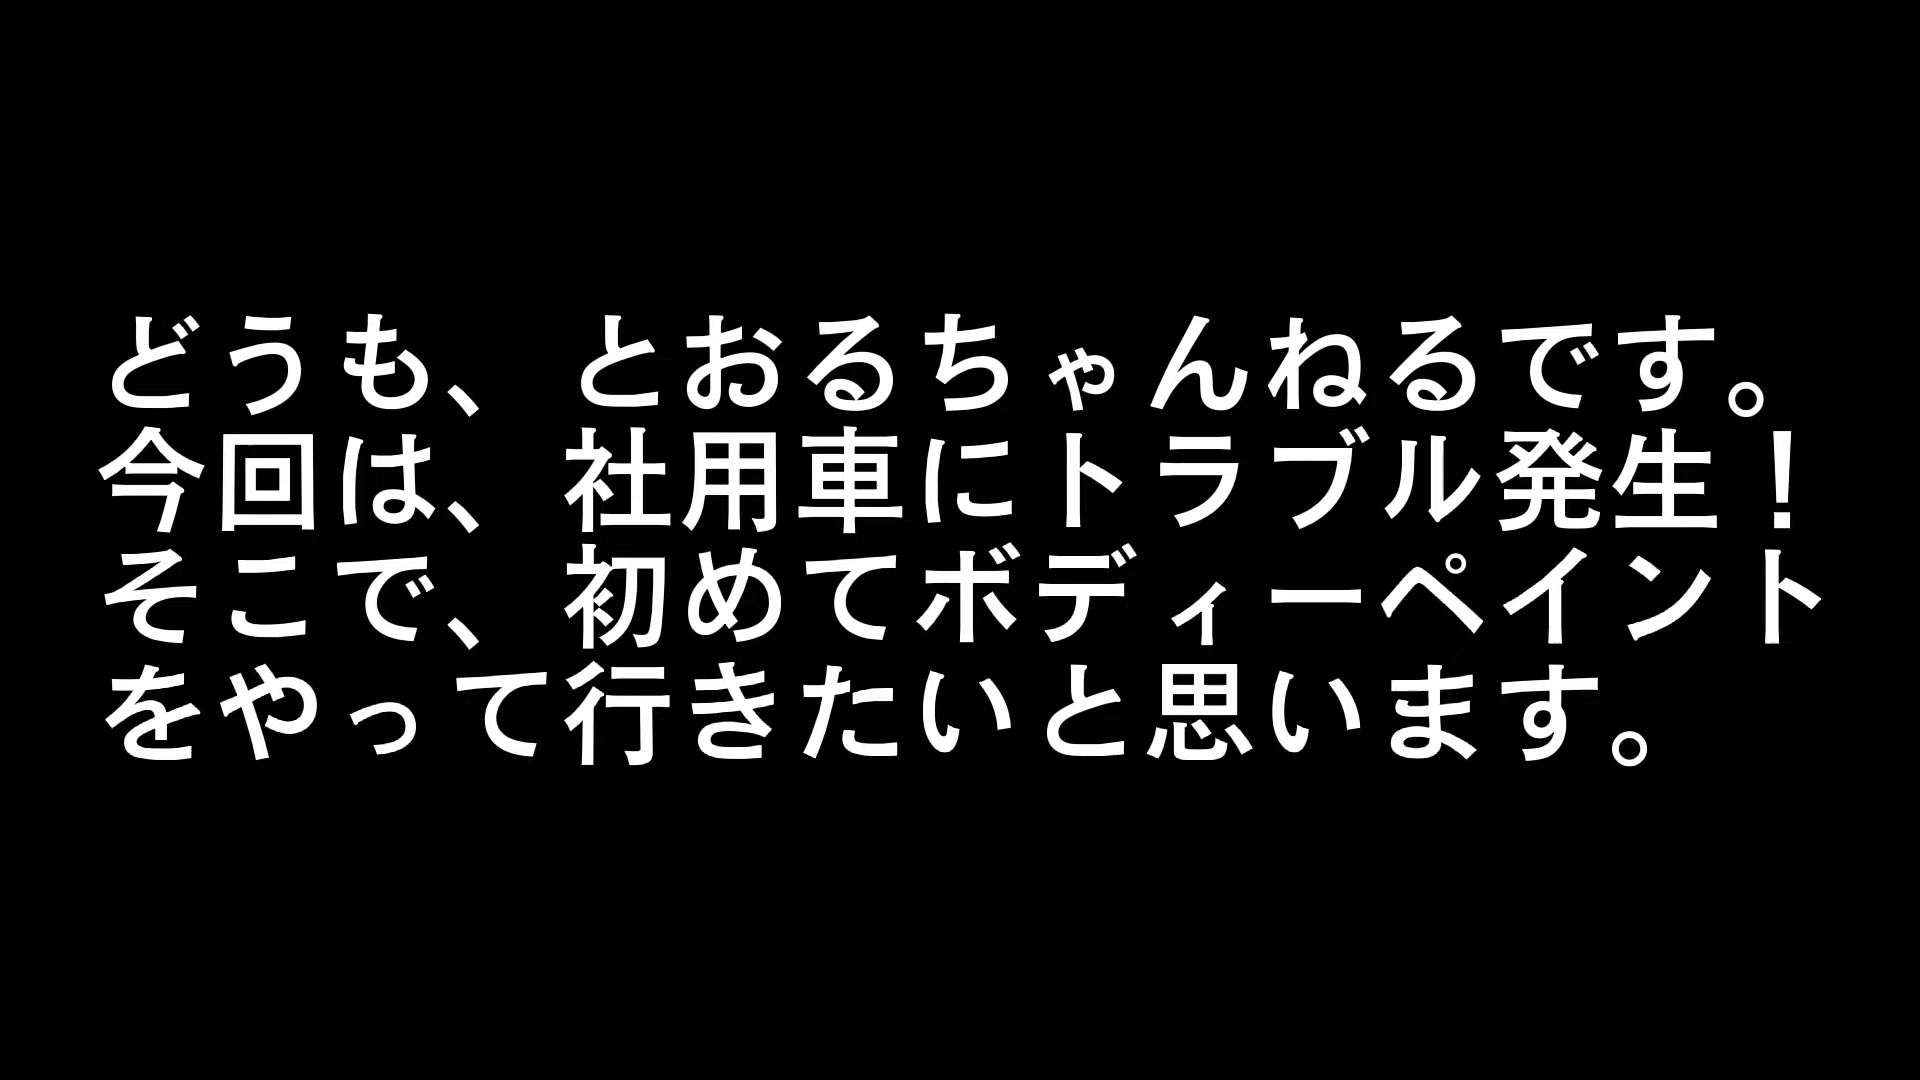 どうも、とおるちゃんねるです。
今回は、社用車にトラブル発生！
そこで、初めてボディーペイント
をやって行きたいと思います。